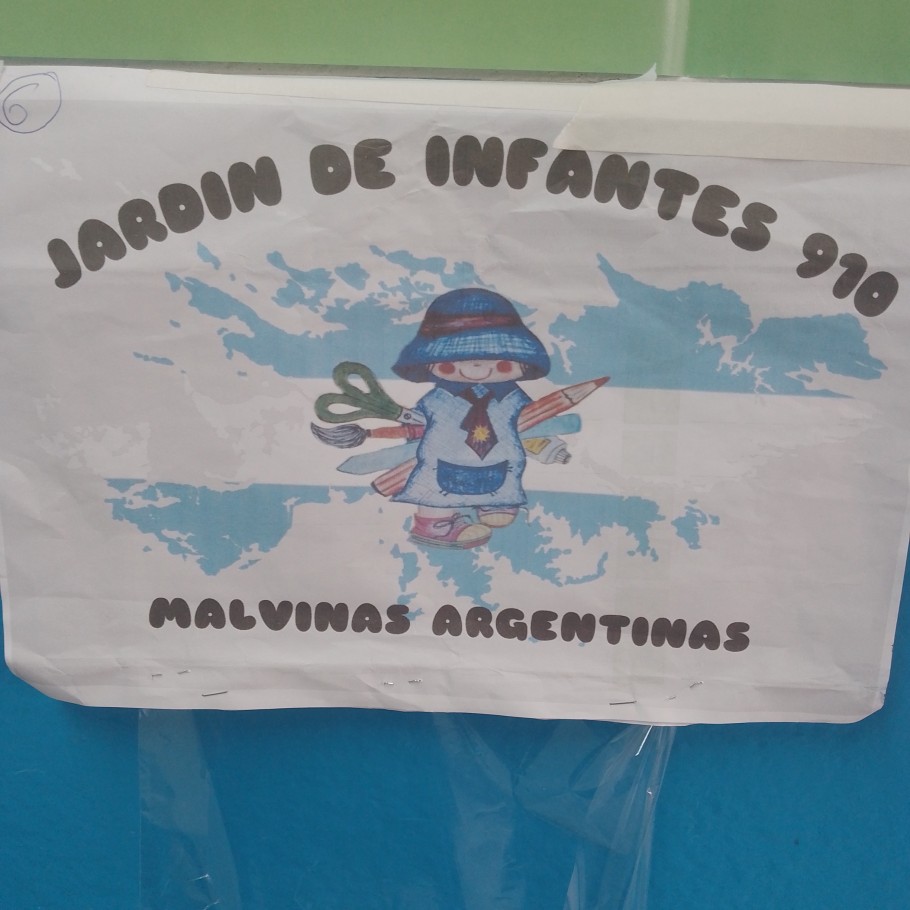 6
JARDIN DE INFANTES 910
MALVINAS ARGENTINAS